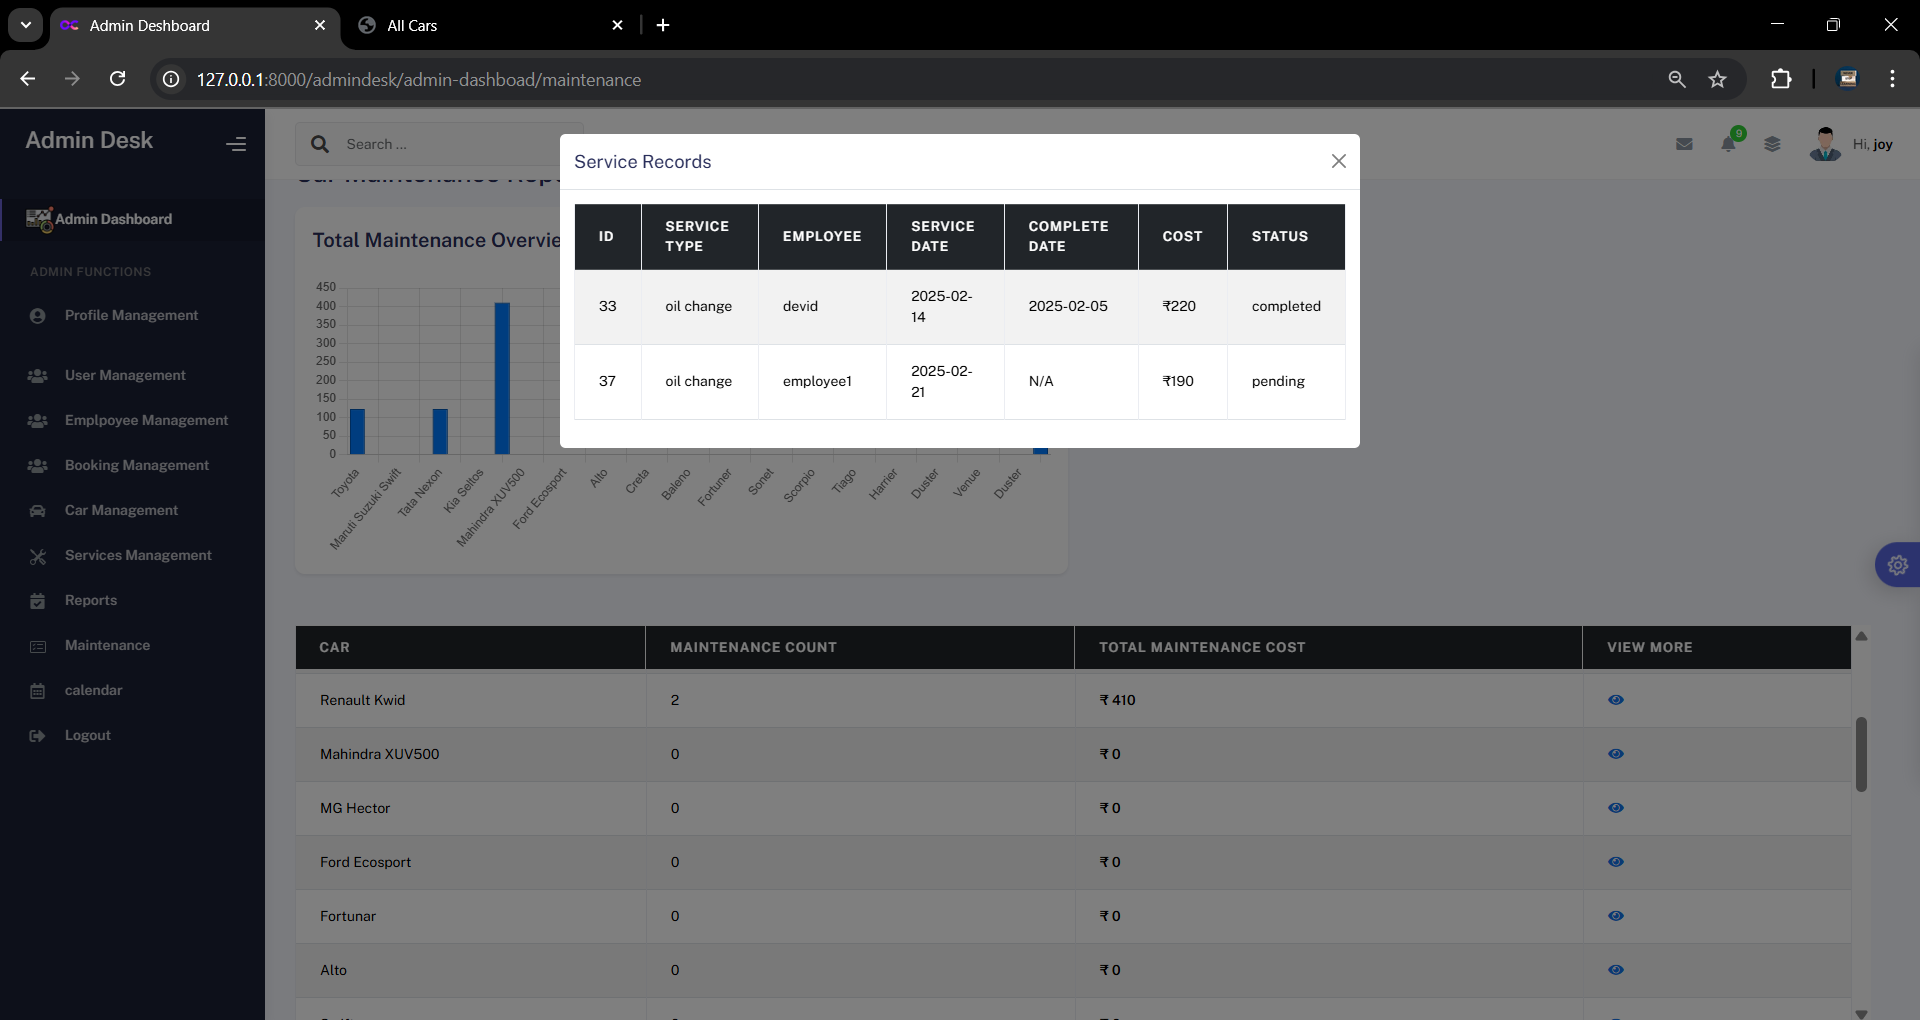 Admin Deshboard
All Cars
127.0.0.1:8000/admindesk/admin-dashboad/maintenance
Admin Desk
Search ...
9
Hi, joy
Admin Dashboard
ADMIN FUNCTIONS
Profile Management
User Management
Emplpoyee Management
Booking Management
Car Management
Services Management
Reports
Maintenance
calendar
Logout
Total Maintenance Overvie
450
400
350
300
250
200
150
100
50
0
Toyota
Maruti Suzuki Swift
Tata Nexon
Kia Seltos
Mahindra XUV500
Ford Ecosport
Alto
Creta
Baleno
Fortuner
Sonet
Scorpio
Tiago
Harrier
Duster
Venue
Duster
Service Records
ID SERVICE TYPE EMPLOYEE SERVICE DATE COMPLETE DATE COST STATUS
33 oil change devid 2025-02-14 2025-02-05 ₹220 completed
37 oil change employee1 2025-02-21 N/A ₹190 pending
CAR MAINTENANCE COUNT TOTAL MAINTENANCE COST VIEW MORE
Renault Kwid 2 ₹ 410
Mahindra XUV500 0 ₹ 0
MG Hector 0 ₹ 0
Ford Ecosport 0 ₹ 0
Fortunar 0 ₹ 0
Alto 0 ₹ 0